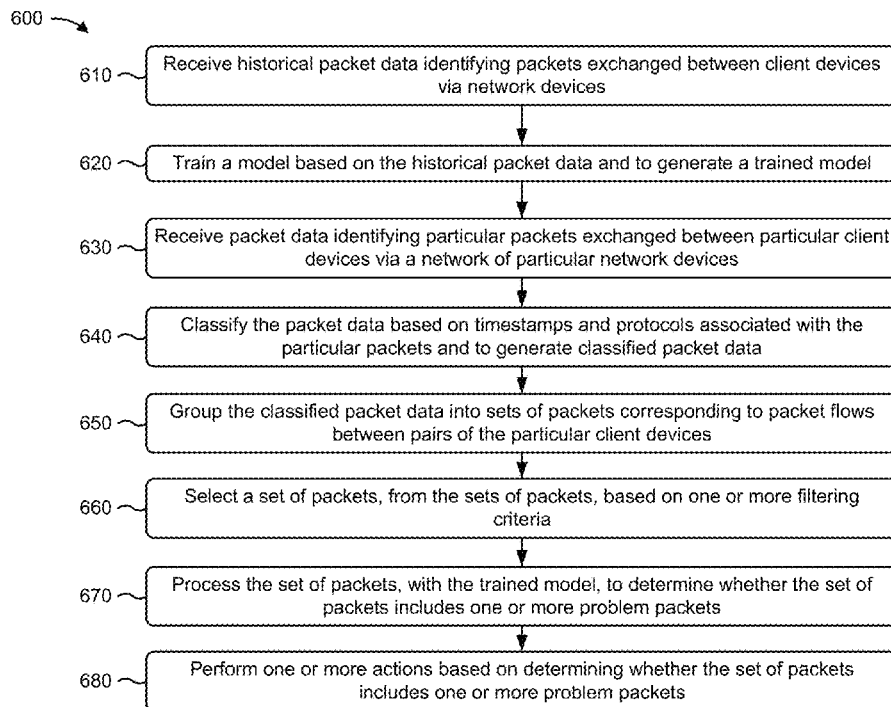 600
610
Receive historical packet data identifying packets exchanged between client devices
via network devices
620
Train a model based on the historical packet data and to generate a trained model
630
Receive packet data identifying particular packets exchanged between particular client
devices via a network of particular network devices
640
Classify the packet data based on timestamps and protocols associated with the
particular packets and to generate classified packet data
650
Group the classified packet data into sets of packets corresponding to packet flows
between pairs of the particular client devices
660
Select a set of packets, from the sets of packets, based on one or more filtering
criteria
670
Process the set of packets, with the trained model, to determine whether the set of
packets includes one or more problem packets
680
Perform one or more actions based on determining whether the set of packets
includes one or more problem packets